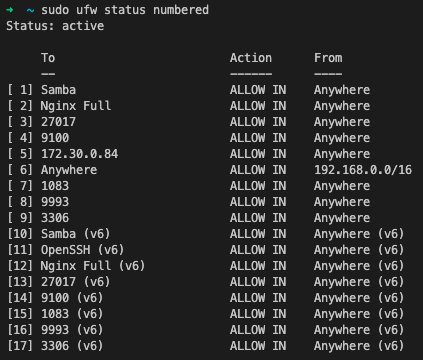 ➜  ~ sudo ufw status numbered
Status: active

     To                         Action      From
     --                         ------      ----
[ 1] Samba                      ALLOW IN    Anywhere
[ 2] Nginx Full                 ALLOW IN    Anywhere
[ 3] 27017                      ALLOW IN    Anywhere
[ 4] 9100                       ALLOW IN    Anywhere
[ 5] 172.30.0.84                ALLOW IN    Anywhere
[ 6] Anywhere                   ALLOW IN    192.168.0.0/16
[ 7] 1083                       ALLOW IN    Anywhere
[ 8] 9993                       ALLOW IN    Anywhere
[ 9] 3306                       ALLOW IN    Anywhere
[10] Samba (v6)                 ALLOW IN    Anywhere (v6)
[11] OpenSSH (v6)               ALLOW IN    Anywhere (v6)
[12] Nginx Full (v6)            ALLOW IN    Anywhere (v6)
[13] 27017 (v6)                 ALLOW IN    Anywhere (v6)
[14] 9100 (v6)                  ALLOW IN    Anywhere (v6)
[15] 1083 (v6)                  ALLOW IN    Anywhere (v6)
[16] 9993 (v6)                  ALLOW IN    Anywhere (v6)
[17] 3306 (v6)                  ALLOW IN    Anywhere (v6)